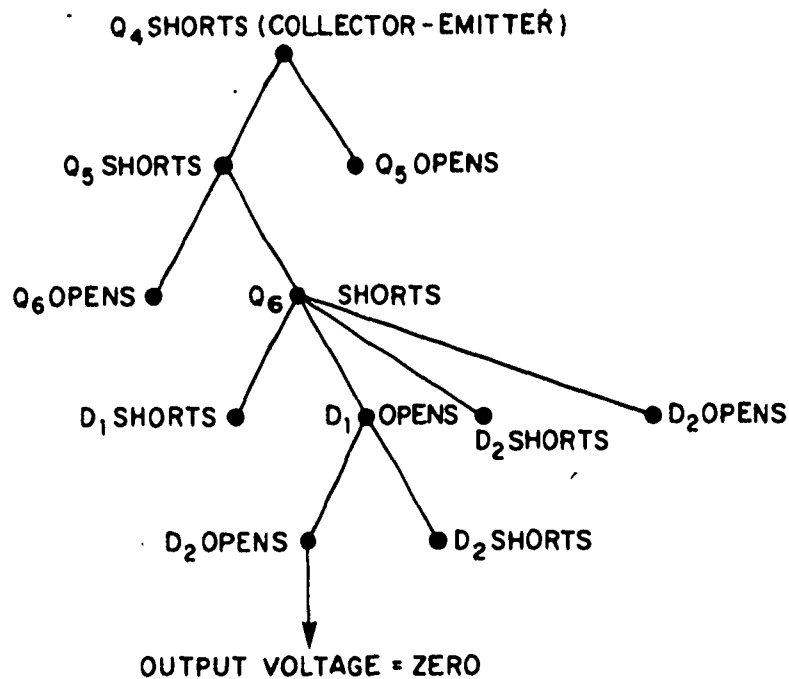 Q₄ SHORTS (COLLECTOR-EMITTER)
Q₅ SHORTS
Q₅ OPENS
Q₆ OPENS
Q₆ SHORTS
D₁ SHORTS
D₁ OPENS
D₂ SHORTS
D₂ OPENS
D₂ OPENS
D₂ SHORTS
OUTPUT VOLTAGE = ZERO